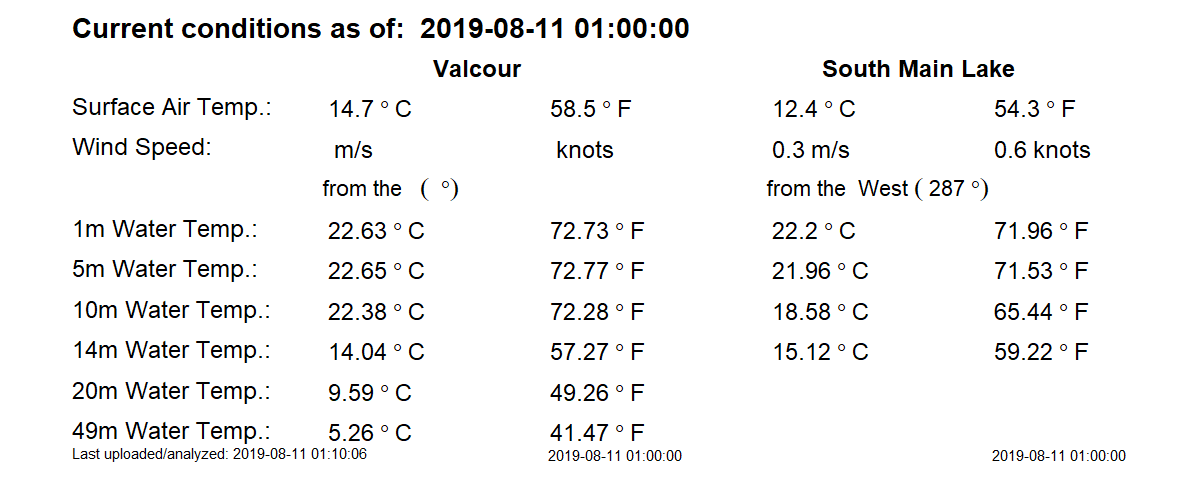 Current conditions as of: 2019-08-11 01:00:00
Valcour South Main Lake
Surface Air Temp.: 14.7 ° C 58.5 ° F 12.4 ° C 54.3 ° F
Wind Speed: m/s knots 0.3 m/s 0.6 knots
from the ( °) from the West ( 287 °)
1m Water Temp.: 22.63 ° C 72.73 ° F 22.2 ° C 71.96 ° F
5m Water Temp.: 22.65 ° C 72.77 ° F 21.96 ° C 71.53 ° F
10m Water Temp.: 22.38 ° C 72.28 ° F 18.58 ° C 65.44 ° F
14m Water Temp.: 14.04 ° C 57.27 ° F 15.12 ° C 59.22 ° F
20m Water Temp.: 9.59 ° C 49.26 ° F
49m Water Temp.: 5.26 ° C 41.47 ° F
Last uploaded/analyzed: 2019-08-11 01:10:06 2019-08-11 01:00:00 2019-08-11 01:00:00